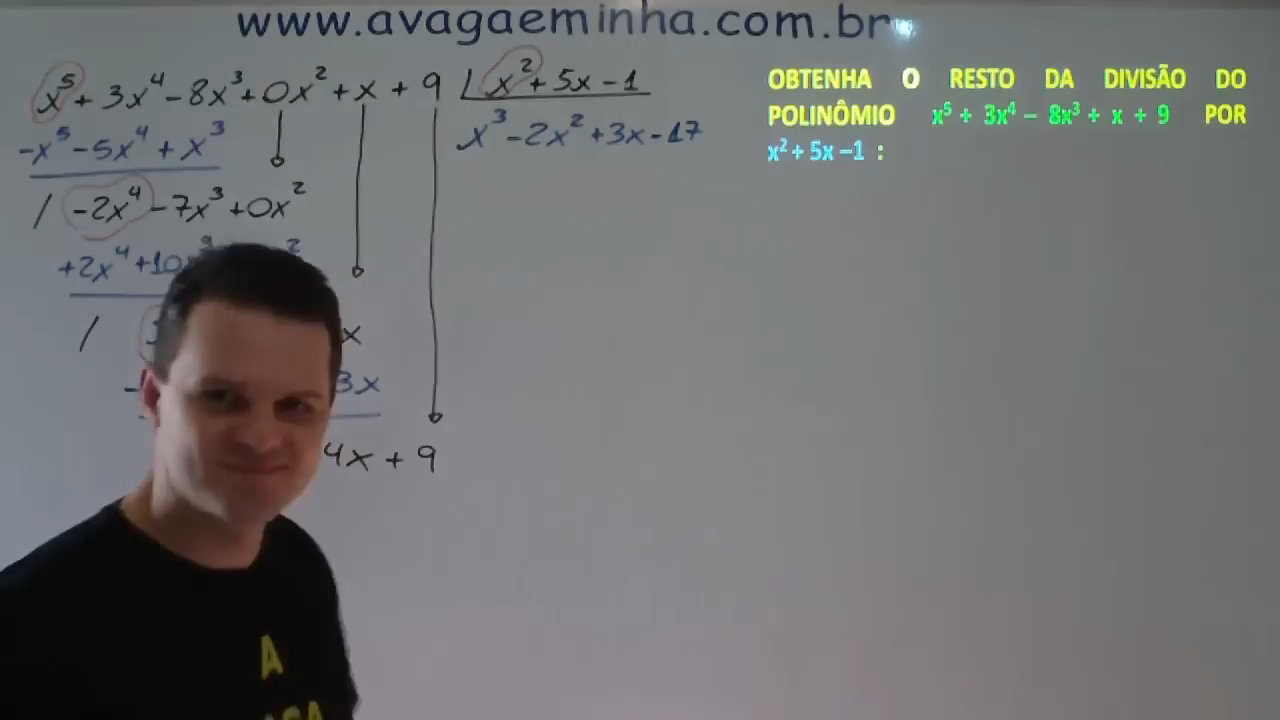 www.avagaeminha.com.br
x⁵ + 3x⁴ - 8x³ + 0x² + x + 9 | x² + 5x - 1
-x⁵ - 5x⁴ + x³ x³ - 2x² + 3x - 17
/ -2x⁴ - 7x³ + 0x²
+2x⁴ + 10x
/ x
- 3x
4x + 9
OBTENHA O RESTO DA DIVISÃO DO
POLINÔMIO x⁵ + 3x⁴ – 8x³ + x + 9 POR
x² + 5x –1 :
A